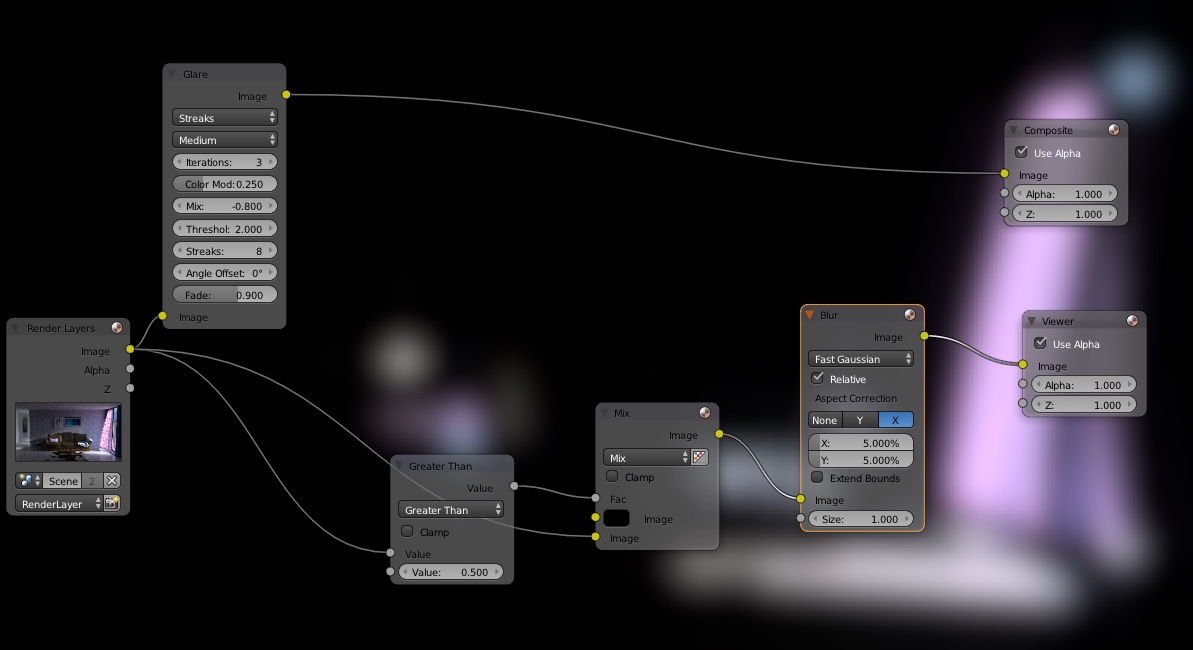 Glare
Image
Streaks
Medium
Iterations: 3
Color Mod: 0.250
Mix: -0.800
Threshol: 2.000
Streaks: 8
Angle Offset: 0°
Fade: 0.900
Image
Render Layers
Image
Alpha
Z
Scene 2
RenderLayer
Greater Than
Value
Greater Than
Clamp
Value
Value: 0.500
Mix
Image
Mix
Clamp
Fac
Image
Image
Blur
Image
Fast Gaussian
Relative
Aspect Correction
None Y X
X: 5.000%
Y: 5.000%
Extend Bounds
Image
Size: 1.000
Composite
Use Alpha
Image
Alpha: 1.000
Z: 1.000
Viewer
Use Alpha
Image
Alpha: 1.000
Z: 1.000